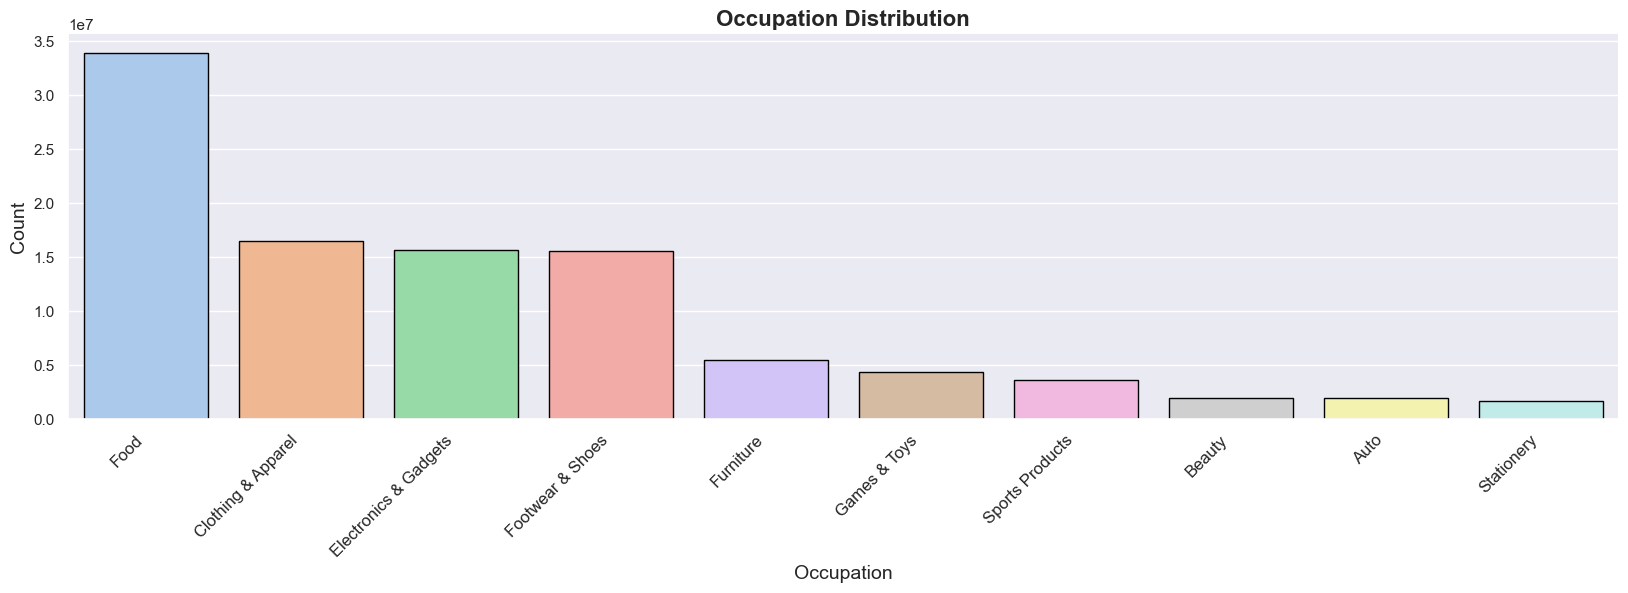 Occupation Distribution
1e7
3.5
3.0
2.5
2.0
1.5
1.0
0.5
0.0
Count
Food
Clothing & Apparel
Electronics & Gadgets
Footwear & Shoes
Furniture
Games & Toys
Sports Products
Beauty
Auto
Stationery
Occupation